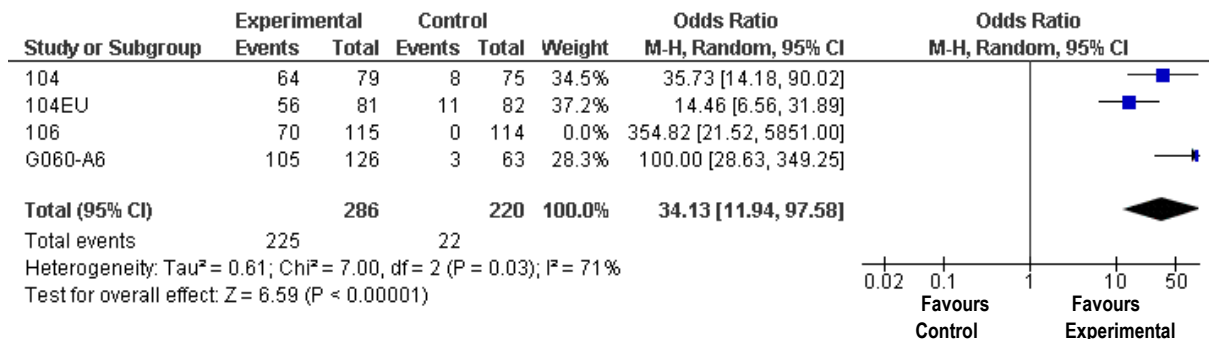 Experimental Control Odds Ratio Odds Ratio
Study or Subgroup Events Total Events Total Weight M-H, Random, 95% CI M-H, Random, 95% CI
104 64 79 8 75 34.5% 35.73 [14.18, 90.02]
104EU 56 81 11 82 37.2% 14.46 [6.56, 31.89]
106 70 115 0 114 0.0% 354.82 [21.52, 5851.00]
G060-A6 105 126 3 63 28.3% 100.00 [28.63, 349.25]
Total (95% CI) 286 220 100.0% 34.13 [11.94, 97.58]
Total events 225 22
Heterogeneity: Tau² = 0.61; Chi² = 7.00, df = 2 (P = 0.03); I² = 71%
Test for overall effect: Z = 6.59 (P < 0.00001)
0.02 0.1 1 10 50
Favours Favours
Control Experimental